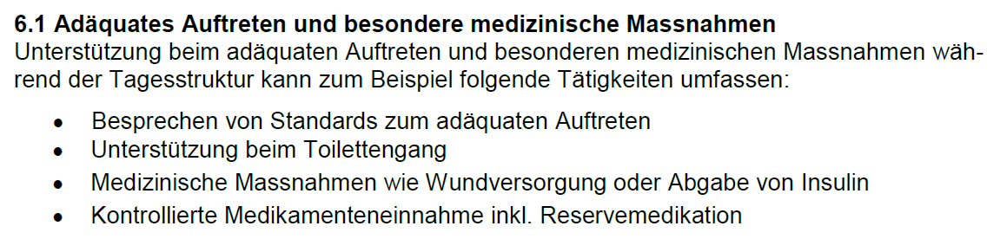 6.1 Adäquates Auftreten und besondere medizinische Massnahmen
Unterstützung beim adäquaten Auftreten und besonderen medizinischen Massnahmen wäh-
rend der Tagesstruktur kann zum Beispiel folgende Tätigkeiten umfassen:
• Besprechen von Standards zum adäquaten Auftreten
• Unterstützung beim Toilettengang
• Medizinische Massnahmen wie Wundversorgung oder Abgabe von Insulin
• Kontrollierte Medikamenteneinnahme inkl. Reservemedikation